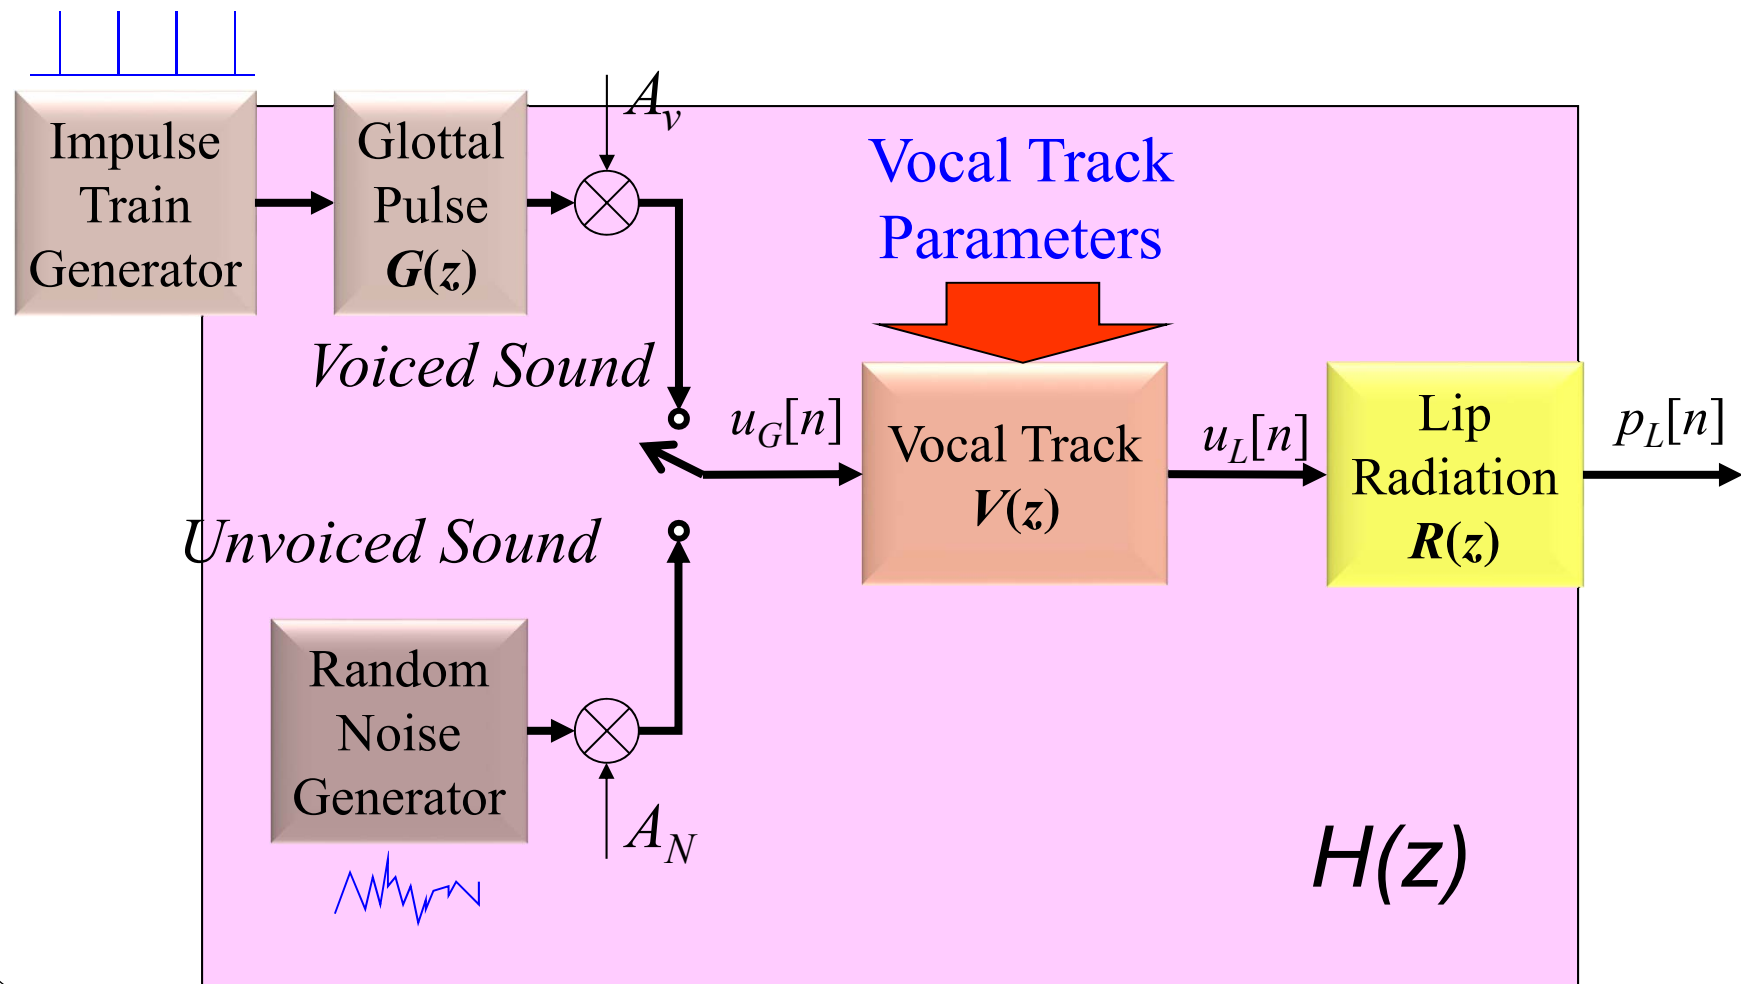 Impulse
Train
Generator
Glottal
Pulse
G(z)
A_v
Vocal Track
Parameters
Voiced Sound
u_G[n]
Vocal Track
V(z)
u_L[n]
Lip
Radiation
R(z)
p_L[n]
Unvoiced Sound
Random
Noise
Generator
A_N
H(z)